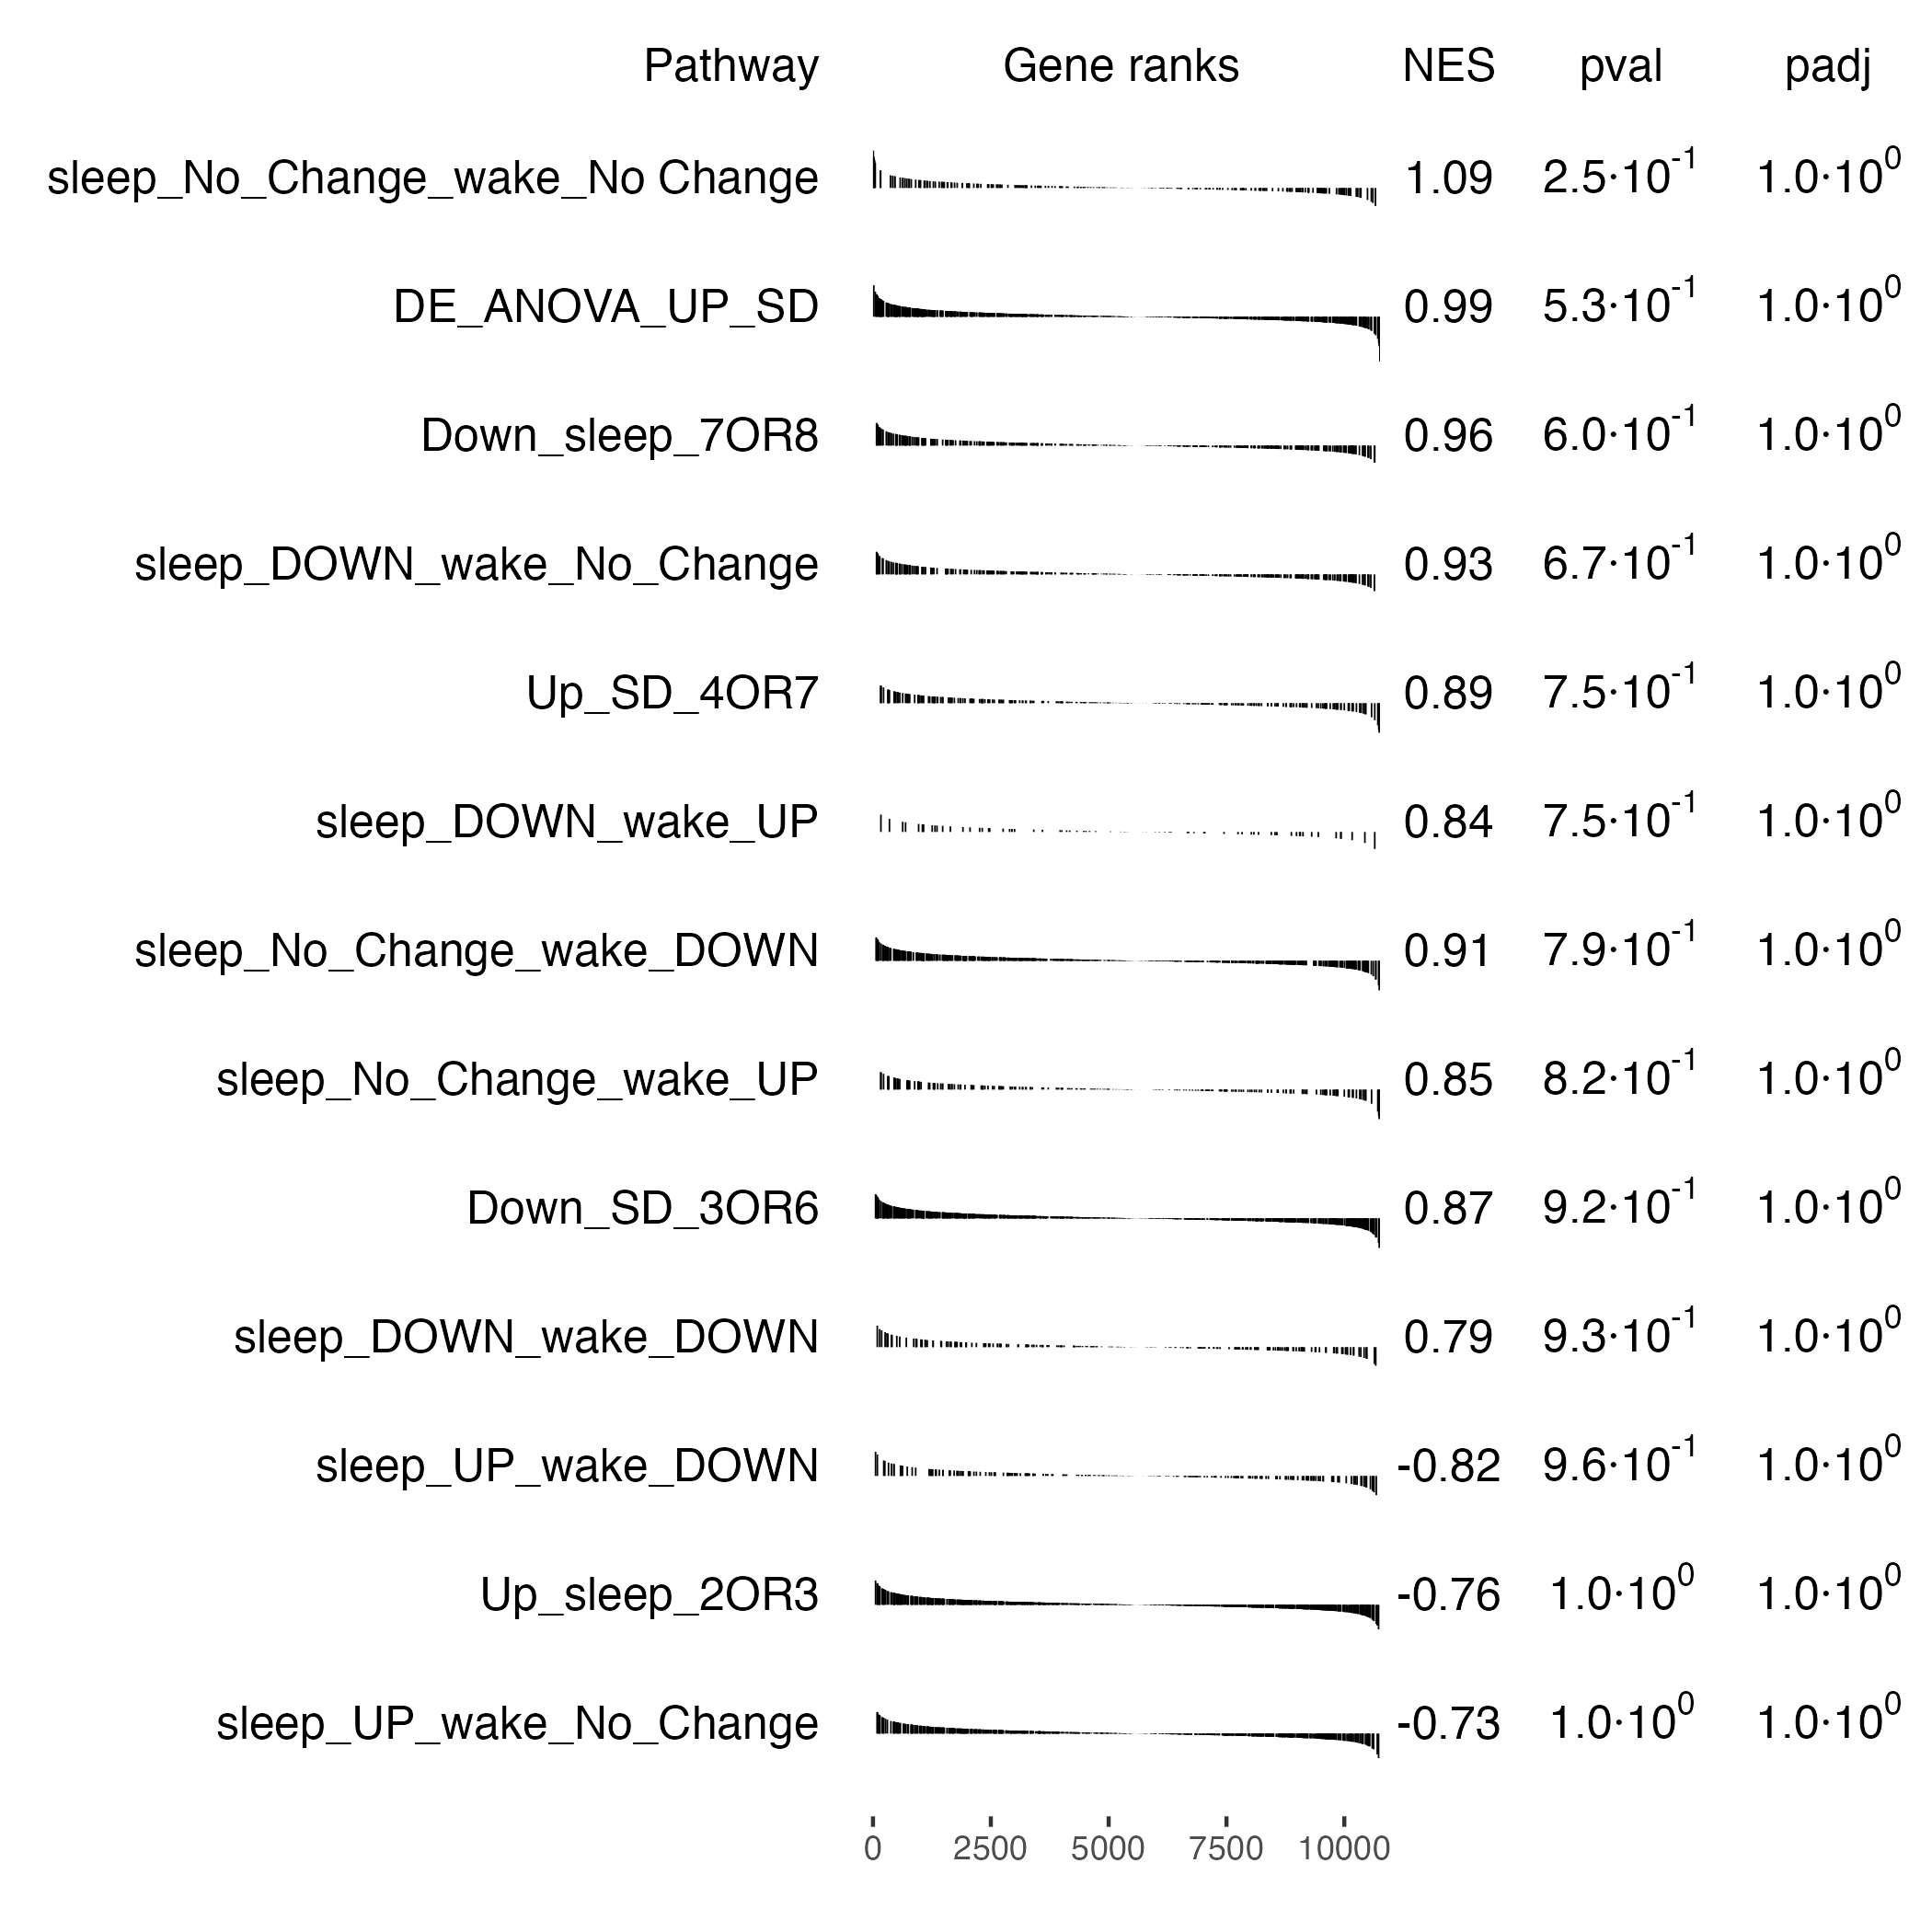 Pathway Gene ranks NES pval padj
sleep_No_Change_wake_No Change 1.09 2.5·10⁻¹ 1.0·10⁰
DE_ANOVA_UP_SD 0.99 5.3·10⁻¹ 1.0·10⁰
Down_sleep_7OR8 0.96 6.0·10⁻¹ 1.0·10⁰
sleep_DOWN_wake_No_Change 0.93 6.7·10⁻¹ 1.0·10⁰
Up_SD_4OR7 0.89 7.5·10⁻¹ 1.0·10⁰
sleep_DOWN_wake_UP 0.84 7.5·10⁻¹ 1.0·10⁰
sleep_No_Change_wake_DOWN 0.91 7.9·10⁻¹ 1.0·10⁰
sleep_No_Change_wake_UP 0.85 8.2·10⁻¹ 1.0·10⁰
Down_SD_3OR6 0.87 9.2·10⁻¹ 1.0·10⁰
sleep_DOWN_wake_DOWN 0.79 9.3·10⁻¹ 1.0·10⁰
sleep_UP_wake_DOWN -0.82 9.6·10⁻¹ 1.0·10⁰
Up_sleep_2OR3 -0.76 1.0·10⁰ 1.0·10⁰
sleep_UP_wake_No_Change -0.73 1.0·10⁰ 1.0·10⁰
0 2500 5000 7500 10000